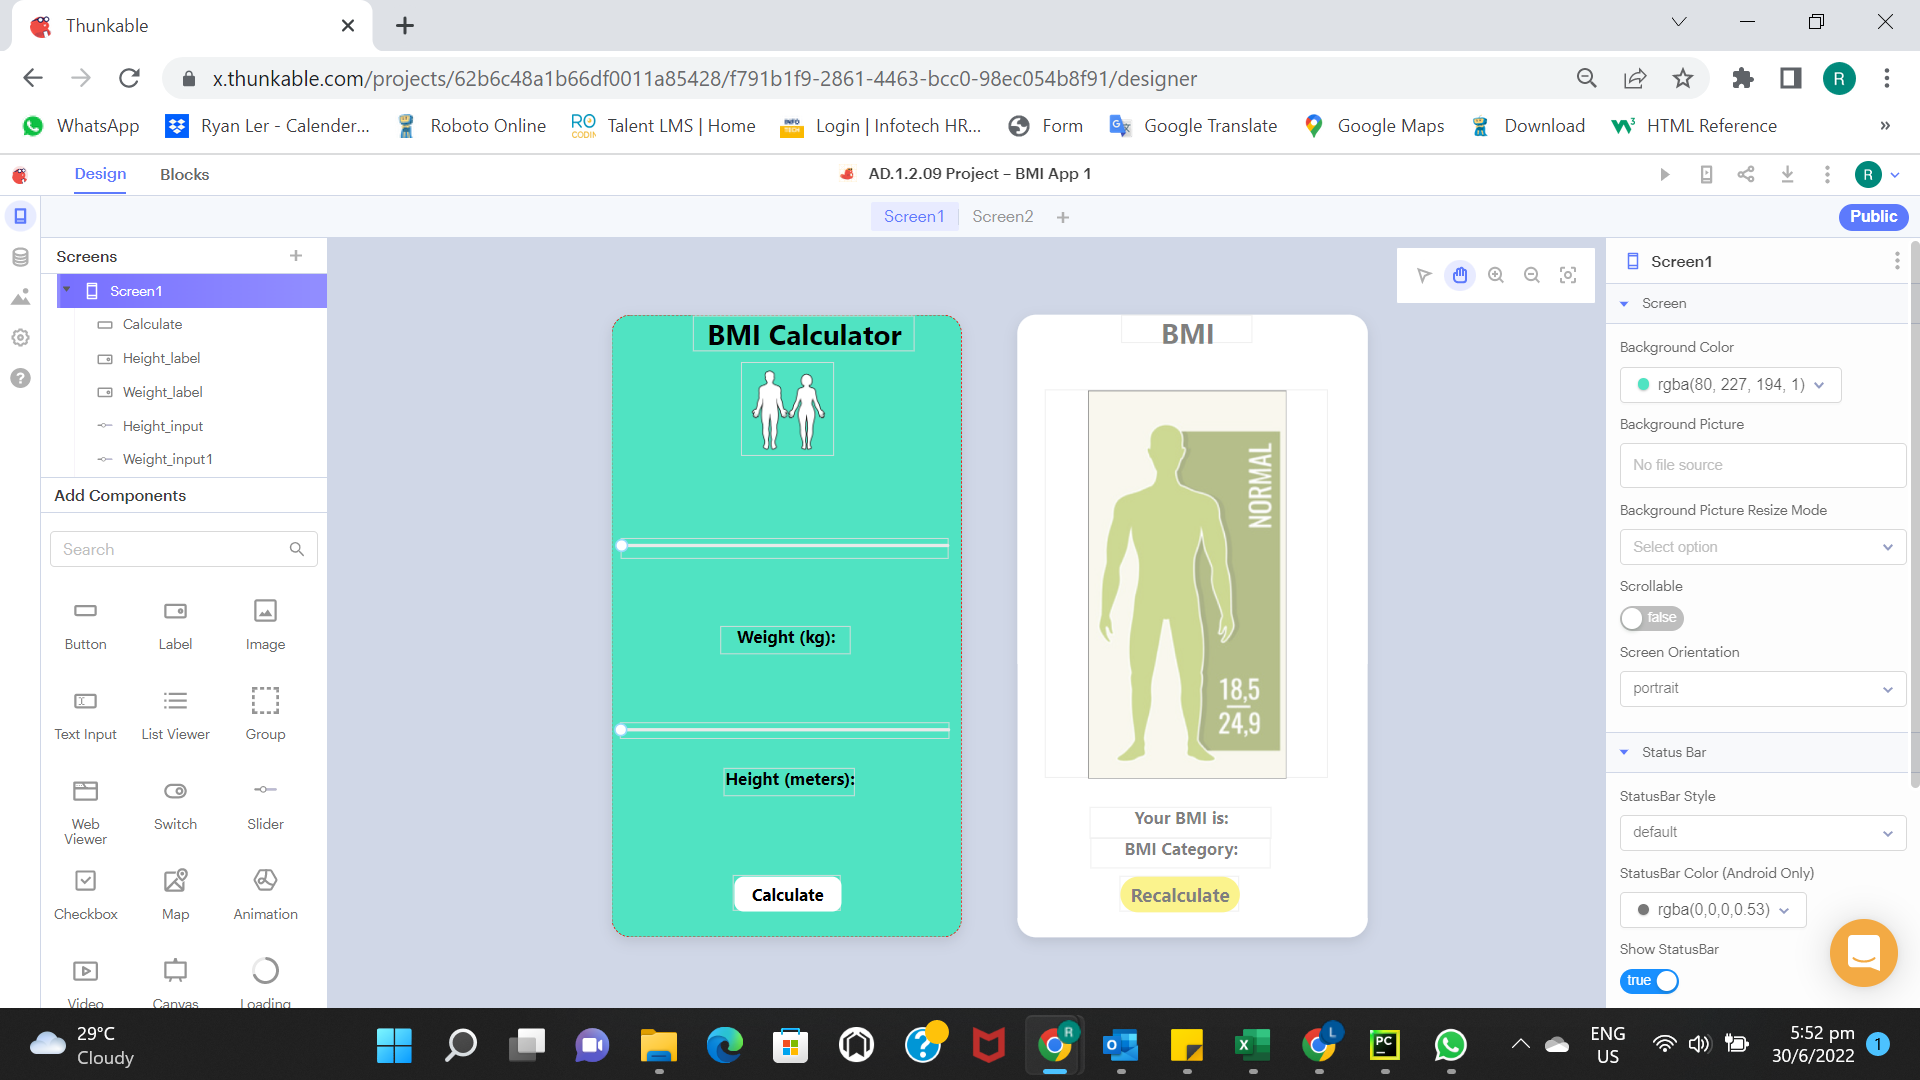 Thunkable
x.thunkable.com/projects/62b6c48a1b66df0011a85428/f791b1f9-2861-4463-bcc0-98ec054b8f91/designer
R
WhatsApp
Ryan Ler - Calender...
Roboto Online
RO
CODIN
Talent LMS | Home
INFO
TECH
Login | Infotech HR...
Form
Google Translate
Google Maps
Download
HTML Reference
»
Design
Blocks
AD.1.2.09 Project – BMI App 1
R
Screen1
Screen2
+
Public
Screens
+
Screen1
Calculate
Height_label
Weight_label
Height_input
Weight_input1
Add Components
Search
Button
Label
Image
Text Input
List Viewer
Group
Web
Viewer
Switch
Slider
Checkbox
Map
Animation
Video
Canvas
Loading
BMI Calculator
Weight (kg):
Height (meters):
Calculate
BMI
NORMAL
18,5
24,9
Your BMI is:
BMI Category:
Recalculate
Screen1
Screen
Background Color
rgba(80, 227, 194, 1)
Background Picture
No file source
Background Picture Resize Mode
Select option
Scrollable
false
Screen Orientation
portrait
Status Bar
StatusBar Style
default
StatusBar Color (Android Only)
rgba(0,0,0,0.53)
Show StatusBar
true
29°C
Cloudy
R
L
PC
ENG
US
5:52 pm
30/6/2022
1